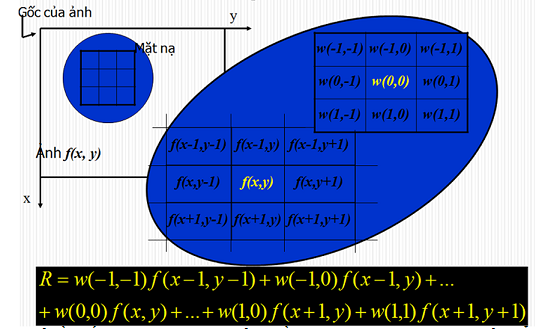 Gốc của ảnh
y
Mặt nạ
w(-1,-1) w(-1,0) w(-1,1)
w(0,-1) w(0,0) w(0,1)
w(1,-1) w(1,0) w(1,1)
f(x-1,y-1) f(x-1,y) f(x-1,y+1)
Ảnh f(x, y)
f(x,y-1) f(x,y) f(x,y+1)
x
f(x+1,y-1) f(x+1,y) f(x+1,y+1)
R = w(−1,−1) f(x−1, y−1) + w(−1,0) f(x−1, y) + ...
+ w(0,0) f(x, y) + ... + w(1,0) f(x+1, y) + w(1,1) f(x+1, y+1)